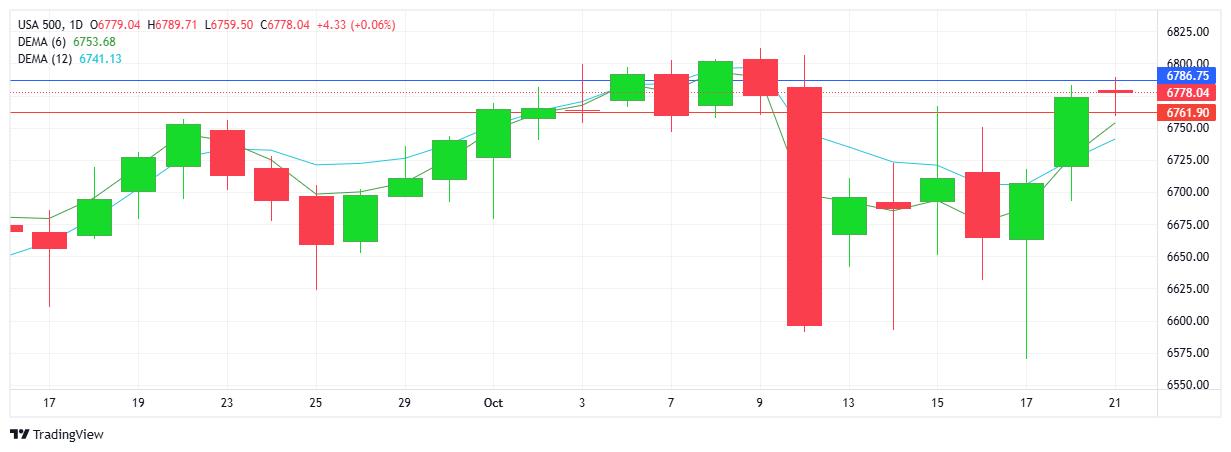 USA 500, 1D O6779.04 H6789.71 L6759.50 C6778.04 +4.33 (+0.06%)
DEMA (6) 6753.68
DEMA (12) 6741.13
6825.00
6800.00
6786.75
6778.04
6761.90
6750.00
6725.00
6700.00
6675.00
6650.00
6625.00
6600.00
6575.00
6550.00
17 19 23 25 29 Oct 3 7 9 13 15 17 21
TradingView